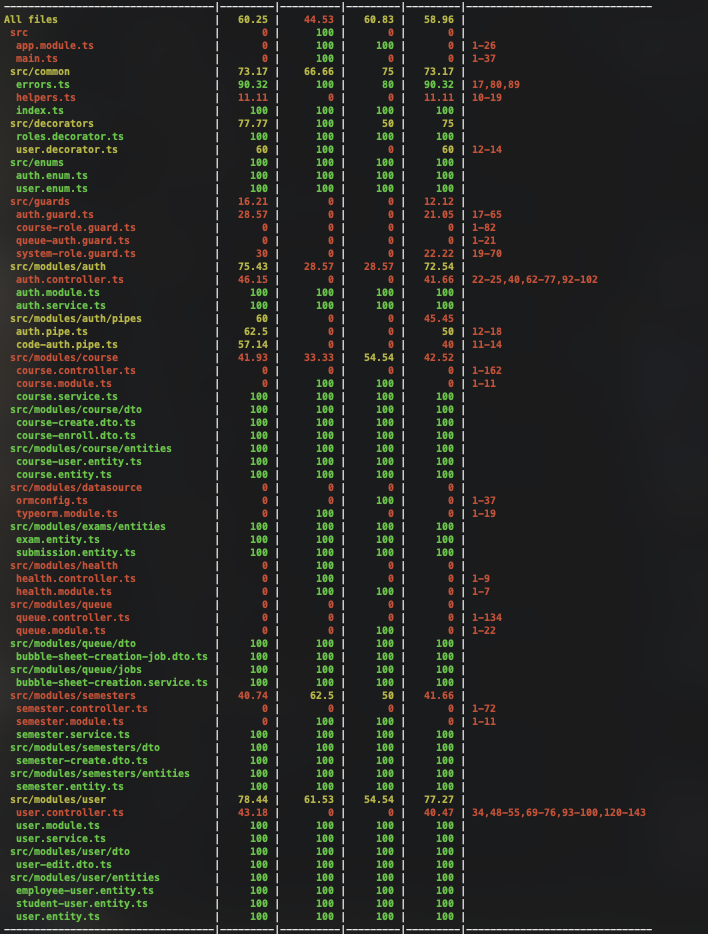 -------------------------------|---------|----------|---------|---------|---------------------------
All files | 60.25 | 44.53 | 60.83 | 58.96 |
src | 0 | 100 | 0 | 0 |
app.module.ts | 0 | 100 | 100 | 0 | 1-26
main.ts | 0 | 100 | 0 | 0 | 1-37
src/common | 73.17 | 66.66 | 75 | 73.17 |
errors.ts | 90.32 | 100 | 80 | 90.32 | 17,80,89
helpers.ts | 11.11 | 0 | 0 | 11.11 | 10-19
index.ts | 100 | 100 | 100 | 100 |
src/decorators | 77.77 | 100 | 50 | 75 |
roles.decorator.ts | 100 | 100 | 100 | 100 |
user.decorator.ts | 60 | 100 | 0 | 60 | 12-14
src/enums | 100 | 100 | 100 | 100 |
auth.enum.ts | 100 | 100 | 100 | 100 |
user.enum.ts | 100 | 100 | 100 | 100 |
src/guards | 16.21 | 0 | 0 | 12.12 |
auth.guard.ts | 28.57 | 0 | 0 | 21.05 | 17-65
course-role.guard.ts | 0 | 0 | 0 | 0 | 1-82
queue-auth.guard.ts | 0 | 0 | 0 | 0 | 1-21
system-role.guard.ts | 30 | 0 | 0 | 22.22 | 19-70
src/modules/auth | 75.43 | 28.57 | 28.57 | 72.54 |
auth.controller.ts | 46.15 | 0 | 0 | 41.66 | 22-25,40,62-77,92-102
auth.module.ts | 100 | 100 | 100 | 100 |
auth.service.ts | 100 | 100 | 100 | 100 |
src/modules/auth/pipes | 60 | 0 | 0 | 45.45 |
auth.pipe.ts | 62.5 | 0 | 0 | 50 | 12-18
code-auth.pipe.ts | 57.14 | 0 | 0 | 40 | 11-14
src/modules/course | 41.93 | 33.33 | 54.54 | 42.52 |
course.controller.ts | 0 | 0 | 0 | 0 | 1-162
course.module.ts | 0 | 100 | 100 | 0 | 1-11
course.service.ts | 100 | 100 | 100 | 100 |
src/modules/course/dto | 100 | 100 | 100 | 100 |
course-create.dto.ts | 100 | 100 | 100 | 100 |
course-enroll.dto.ts | 100 | 100 | 100 | 100 |
src/modules/course/entities | 100 | 100 | 100 | 100 |
course-user.entity.ts | 100 | 100 | 100 | 100 |
course.entity.ts | 100 | 100 | 100 | 100 |
src/modules/datasource | 0 | 0 | 0 | 0 |
ormconfig.ts | 0 | 0 | 100 | 0 | 1-37
typeorm.module.ts | 0 | 100 | 0 | 0 | 1-19
src/modules/exams/entities | 100 | 100 | 100 | 100 |
exam.entity.ts | 100 | 100 | 100 | 100 |
submission.entity.ts | 100 | 100 | 100 | 100 |
src/modules/health | 0 | 100 | 0 | 0 |
health.controller.ts | 0 | 100 | 0 | 0 | 1-9
health.module.ts | 0 | 100 | 100 | 0 | 1-7
src/modules/queue | 0 | 0 | 0 | 0 |
queue.controller.ts | 0 | 0 | 0 | 0 | 1-134
queue.module.ts | 0 | 0 | 100 | 0 | 1-22
src/modules/queue/dto | 100 | 100 | 100 | 100 |
bubble-sheet-creation-job.dto.ts | 100 | 100 | 100 | 100 |
src/modules/queue/jobs | 100 | 100 | 100 | 100 |
bubble-sheet-creation.service.ts | 100 | 100 | 100 | 100 |
src/modules/semesters | 40.74 | 62.5 | 50 | 41.66 |
semester.controller.ts | 0 | 0 | 0 | 0 | 1-72
semester.module.ts | 0 | 100 | 100 | 0 | 1-11
semester.service.ts | 100 | 100 | 100 | 100 |
src/modules/semesters/dto | 100 | 100 | 100 | 100 |
semester-create.dto.ts | 100 | 100 | 100 | 100 |
src/modules/semesters/entities | 100 | 100 | 100 | 100 |
semester.entity.ts | 100 | 100 | 100 | 100 |
src/modules/user | 78.44 | 61.53 | 54.54 | 77.27 |
user.controller.ts | 43.18 | 0 | 0 | 40.47 | 34,48-55,69-76,93-100,120-143
user.module.ts | 100 | 100 | 100 | 100 |
user.service.ts | 100 | 100 | 100 | 100 |
src/modules/user/dto | 100 | 100 | 100 | 100 |
user-edit.dto.ts | 100 | 100 | 100 | 100 |
src/modules/user/entities | 100 | 100 | 100 | 100 |
employee-user.entity.ts | 100 | 100 | 100 | 100 |
student-user.entity.ts | 100 | 100 | 100 | 100 |
user.entity.ts | 100 | 100 | 100 | 100 |
-------------------------------|---------|----------|---------|---------|---------------------------